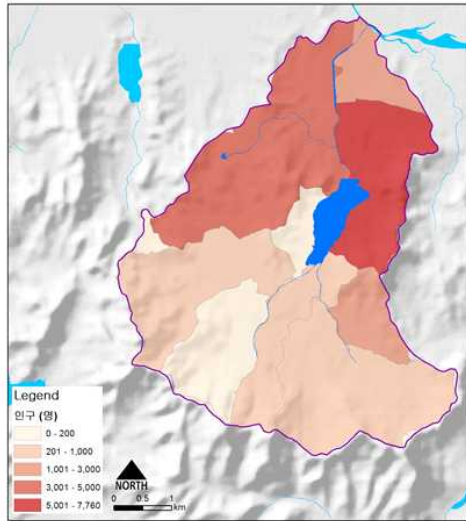 Legend
인구 (명)
0 - 200
201 - 1,000
1,001 - 3,000
3,001 - 5,000
5,001 - 7,760
NORTH
0 0.5 1
km